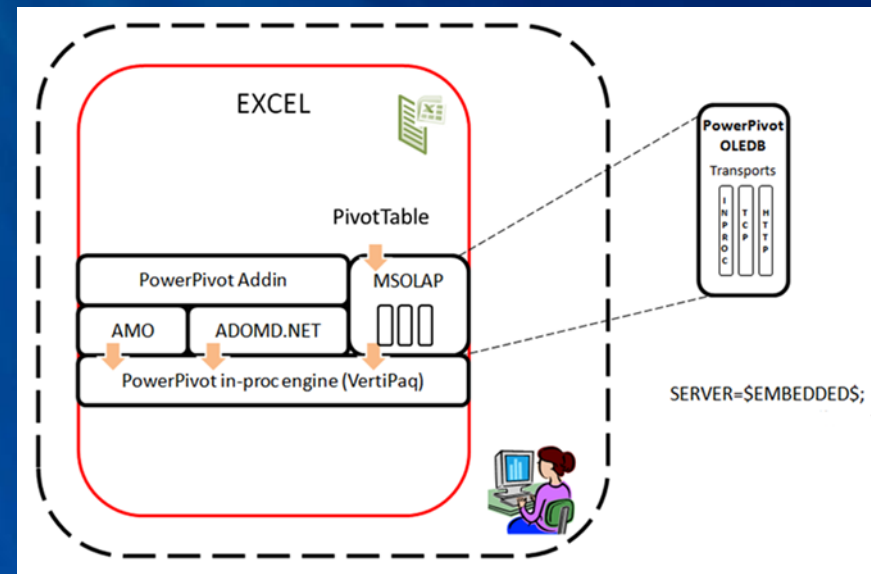 EXCEL
PivotTable
PowerPivot Addin
MSOLAP
AMO
ADOMD.NET
PowerPivot in-proc engine (VertiPaq)
PowerPivot
OLEDB
Transports
INPROC
TCP
HTTP
SERVER=$EMBEDDED$;